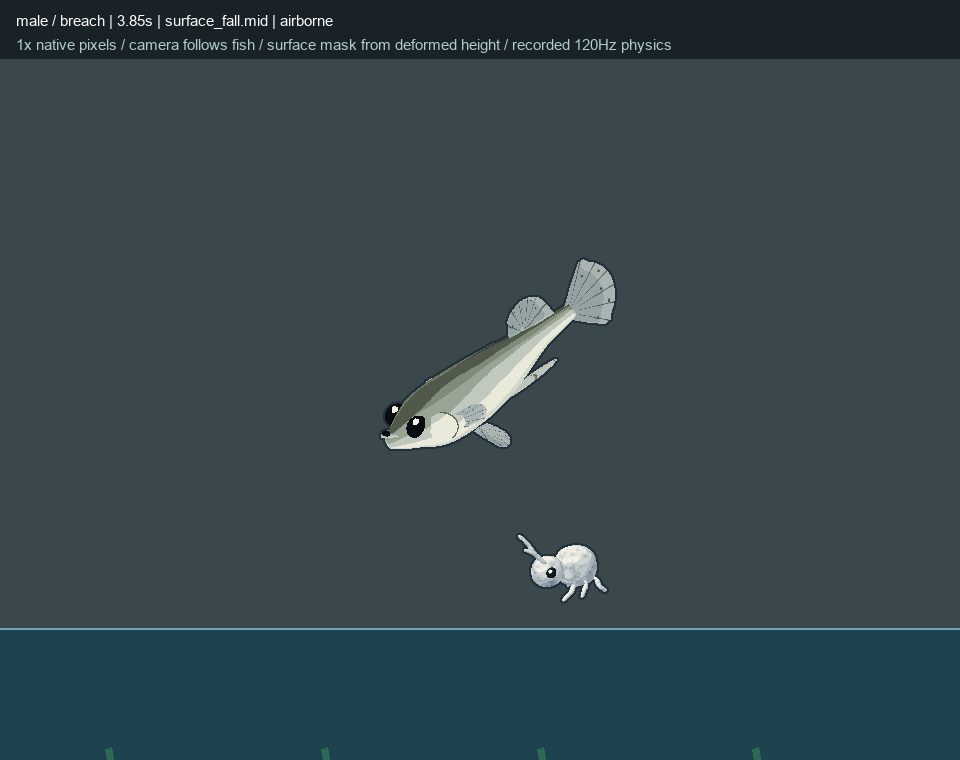 male / breach | 3.85s | surface_fall.mid | airborne
1x native pixels / camera follows fish / surface mask from deformed height / recorded 120Hz physics